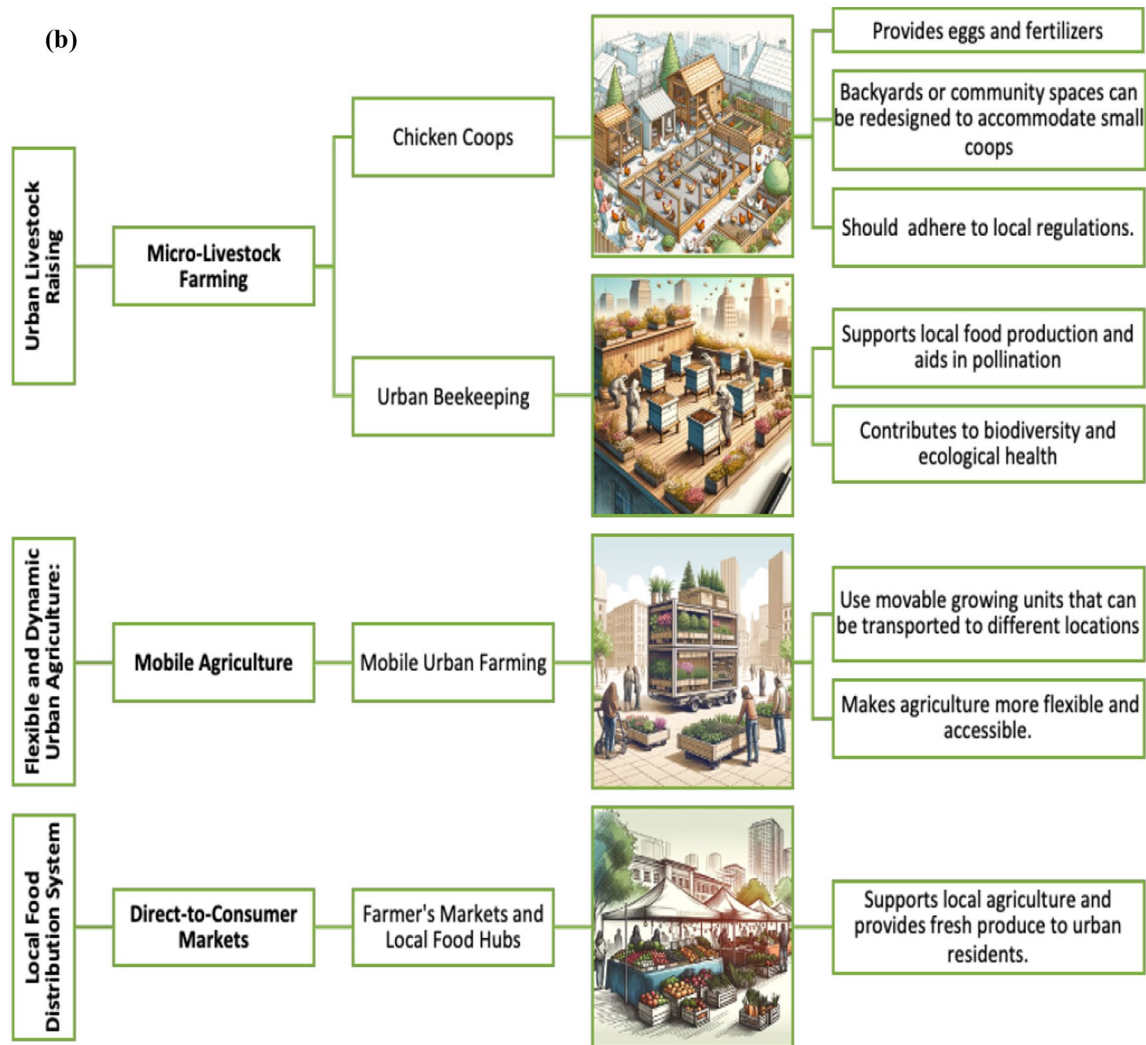 (b)
Urban Livestock
Raising
Micro-Livestock
Farming
Chicken Coops
Provides eggs and fertilizers
Backyards or community spaces can
be redesigned to accommodate small
coops
Should adhere to local regulations.
Urban Beekeeping
Supports local food production and
aids in pollination
Contributes to biodiversity and
ecological health
Flexible and Dynamic
Urban Agriculture:
Mobile Agriculture
Mobile Urban Farming
Use movable growing units that can
be transported to different locations
Makes agriculture more flexible and
accessible.
Local Food
Distribution System
Direct-to-Consumer
Markets
Farmer's Markets and
Local Food Hubs
Supports local agriculture and
provides fresh produce to urban
residents.